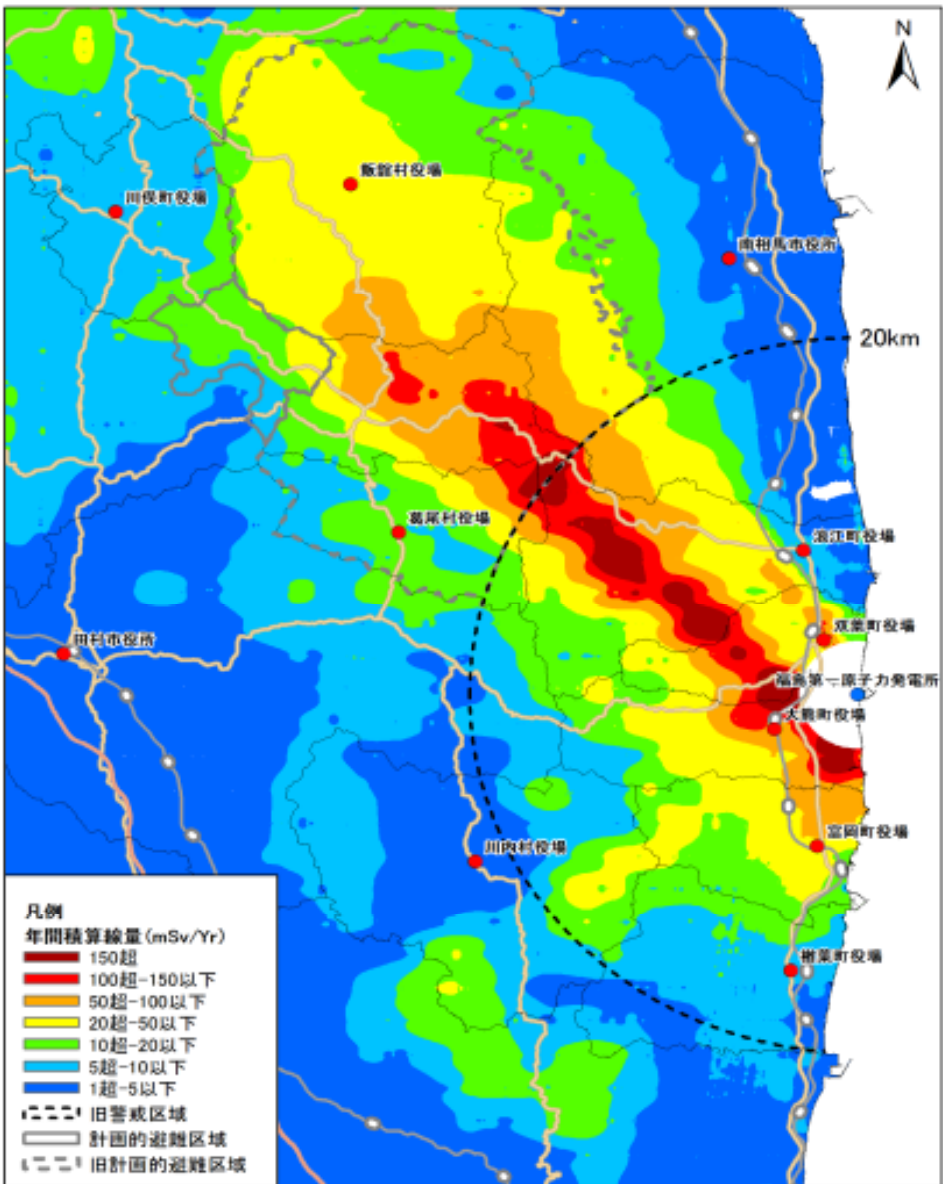 N
飯舘村役場
川俣町役場
南相馬市役所
20km
葛尾村役場
浪江町役場
双葉町役場
田村市役所
福島第一原子力発電所
大熊町役場
富岡町役場
川内村役場
楢葉町役場
凡例
年間積算線量(mSv/Yr)
150超
100超-150以下
50超-100以下
20超-50以下
10超-20以下
5超-10以下
1超-5以下
旧警戒区域
計画的避難区域
旧計画的避難区域